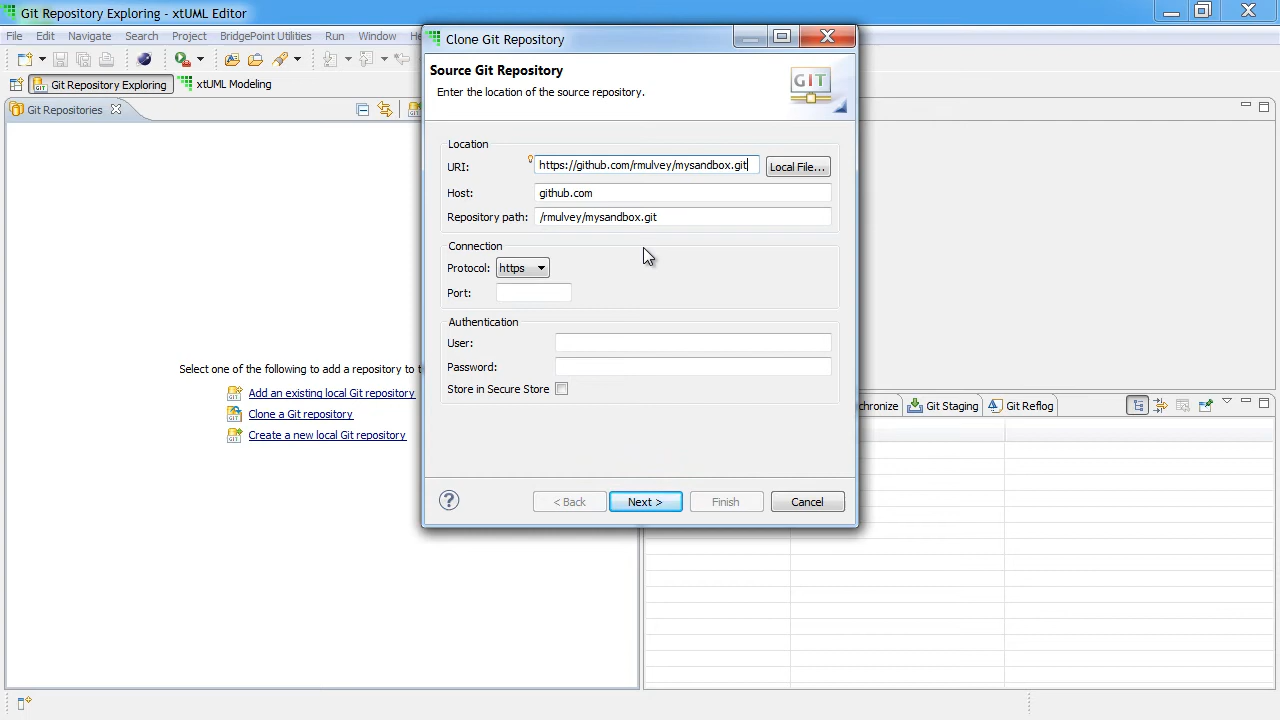 Git Repository Exploring - xtUML Editor
File Edit Navigate Search Project BridgePoint Utilities Run Window
Git Repository Exploring xtUML Modeling
Git Repositories
Clone Git Repository
Source Git Repository
Enter the location of the source repository.
GIT
Location
URI: https://github.com/rmulvey/mysandbox.git Local File...
Host: github.com
Repository path: /rmulvey/mysandbox.git
Connection
Protocol: https
Port:
Authentication
User:
Password:
Store in Secure Store
< Back Next > Finish Cancel
Select one of the following to add a repository to
Add an existing local Git repository
Clone a Git repository
Create a new local Git repository
Git Staging Git Reflog